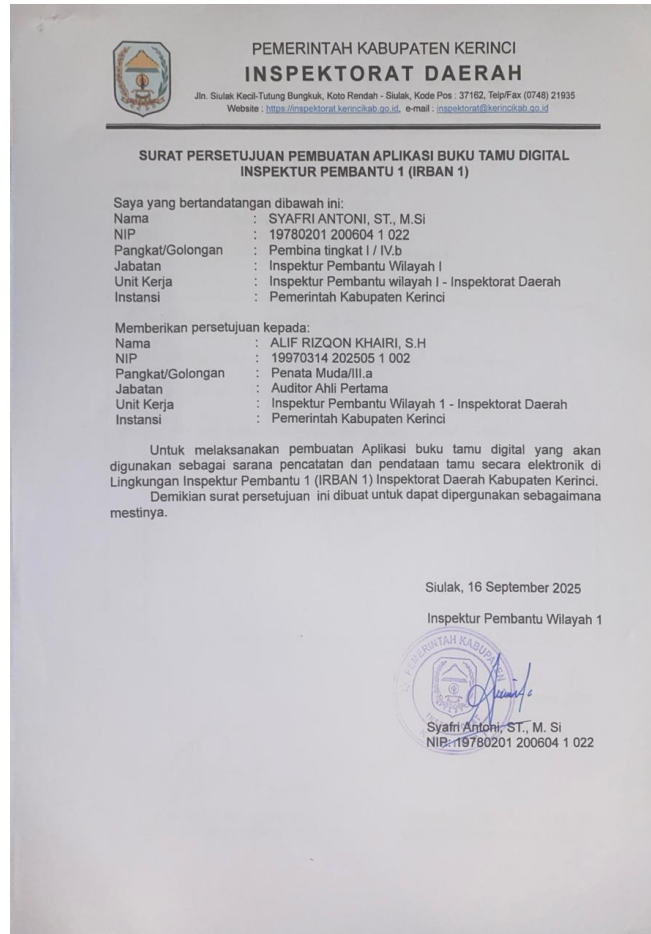 PEMERINTAH KABUPATEN KERINCI
INSPEKTORAT DAERAH
Jln. Siulak Kecil-Tutung Bungkuk, Koto Rendah - Siulak, Kode Pos : 37162, Telp/Fax (0748) 21935
Website : https://inspektorat.kerincikab.go.id, e-mail : inspektorat@kerincikab.go.id
SURAT PERSETUJUAN PEMBUATAN APLIKASI BUKU TAMU DIGITAL
INSPEKTUR PEMBANTU 1 (IRBAN 1)
Saya yang bertandatangan dibawah ini:
Nama : SYAFRI ANTONI, ST., M.Si
NIP : 19780201 200604 1 022
Pangkat/Golongan : Pembina tingkat I / IV.b
Jabatan : Inspektur Pembantu Wilayah I
Unit Kerja : Inspektur Pembantu wilayah I - Inspektorat Daerah
Instansi : Pemerintah Kabupaten Kerinci
Memberikan persetujuan kepada:
Nama : ALIF RIZQON KHAIRI, S.H
NIP : 19970314 202505 1 002
Pangkat/Golongan : Penata Muda/III.a
Jabatan : Auditor Ahli Pertama
Unit Kerja : Inspektur Pembantu Wilayah 1 - Inspektorat Daerah
Instansi : Pemerintah Kabupaten Kerinci
Untuk melaksanakan pembuatan Aplikasi buku tamu digital yang akan
digunakan sebagai sarana pencatatan dan pendataan tamu secara elektronik di
Lingkungan Inspektur Pembantu 1 (IRBAN 1) Inspektorat Daerah Kabupaten Kerinci.
Demikian surat persetujuan ini dibuat untuk dapat dipergunakan sebagaimana
mestinya.
Siulak, 16 September 2025
Inspektur Pembantu Wilayah 1
PEMERINTAH KABUPATEN
Syafri Antoni, ST., M. Si
NIP. 19780201 200604 1 022